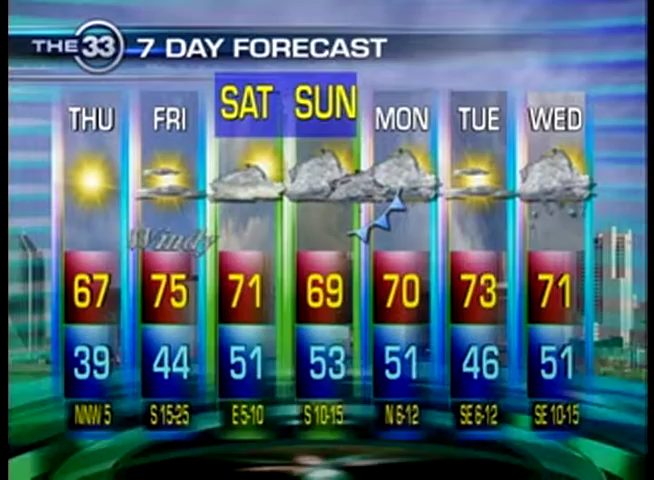 THE 33 7 DAY FORECAST
THU FRI SAT SUN MON TUE WED
Windy
67 75 71 69 70 73 71
39 44 51 53 51 46 51
NNW 5 S 15-25 E 5-10 S 10-15 N 6-12 SE 6-12 SE 10-15